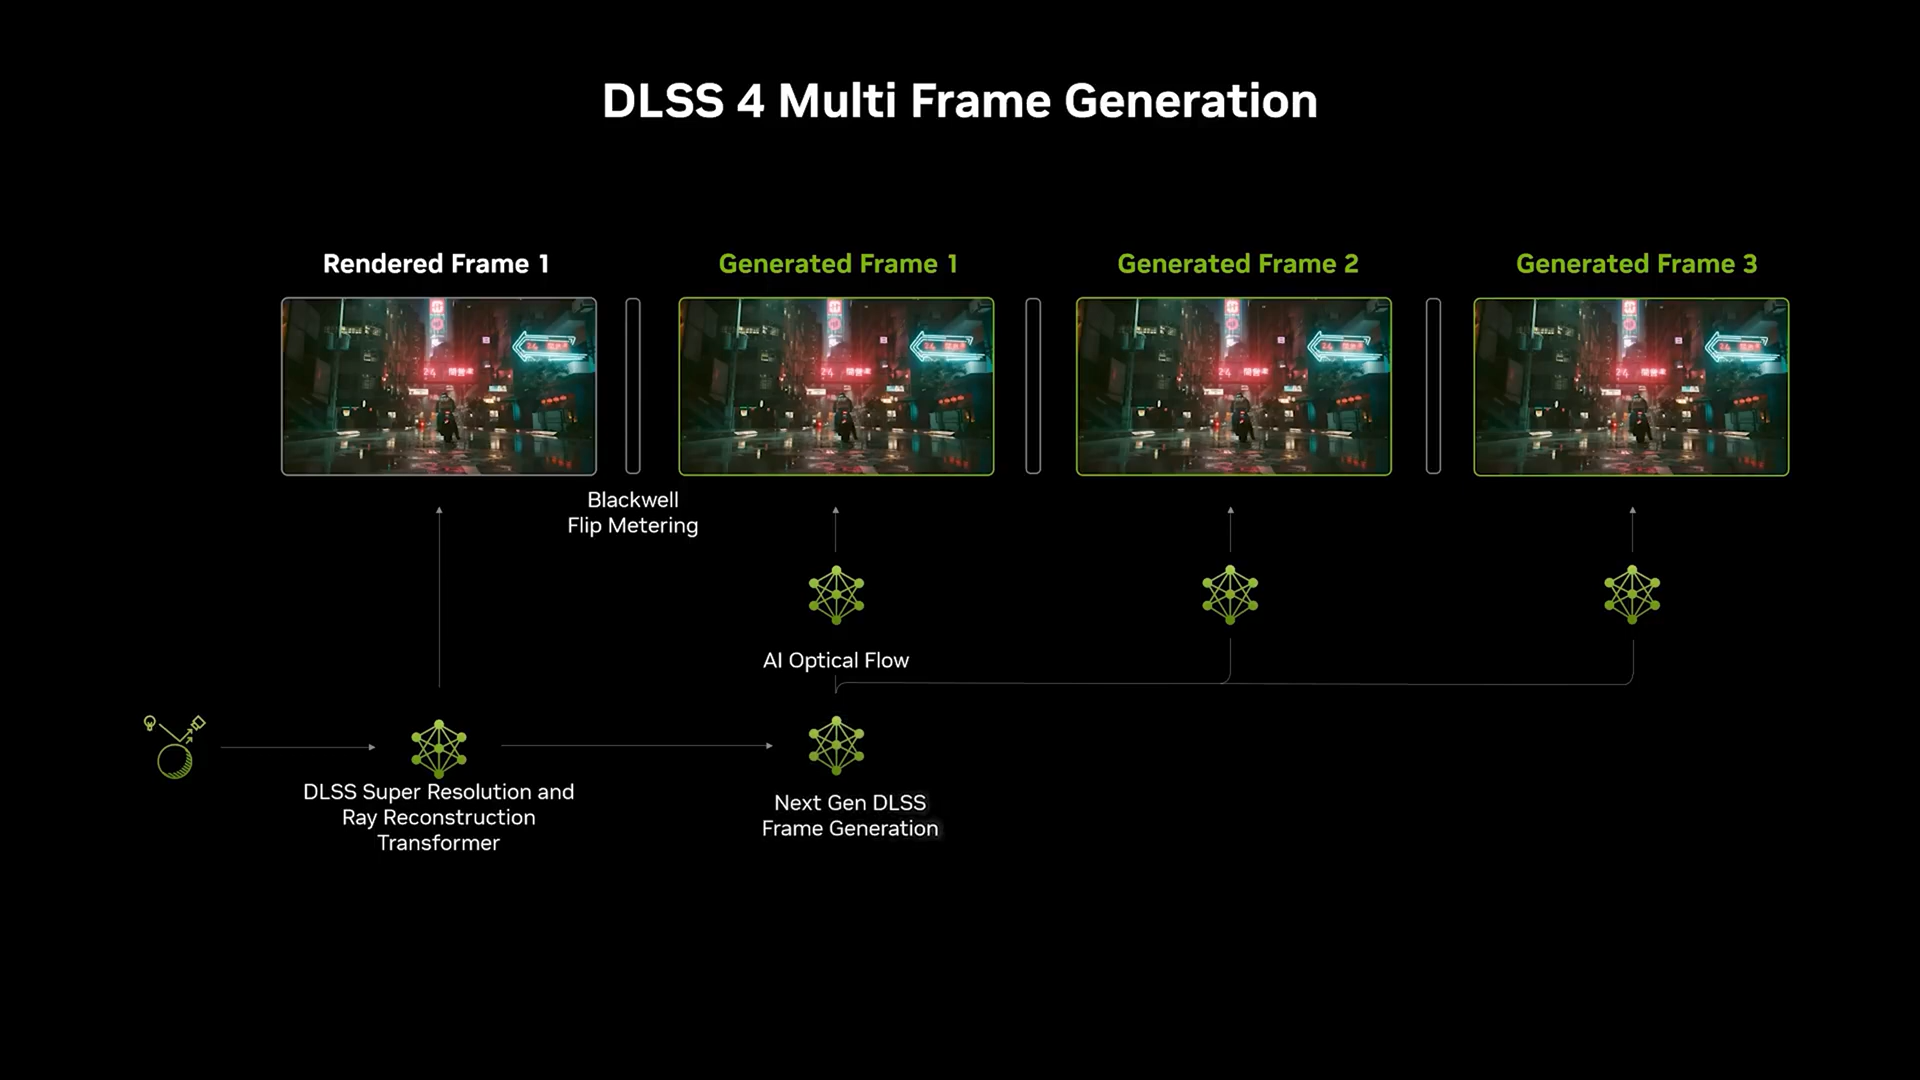 DLSS 4 Multi Frame Generation
Rendered Frame 1
Generated Frame 1
Generated Frame 2
Generated Frame 3
Blackwell
Flip Metering
AI Optical Flow
DLSS Super Resolution and
Ray Reconstruction
Transformer
Next Gen DLSS
Frame Generation